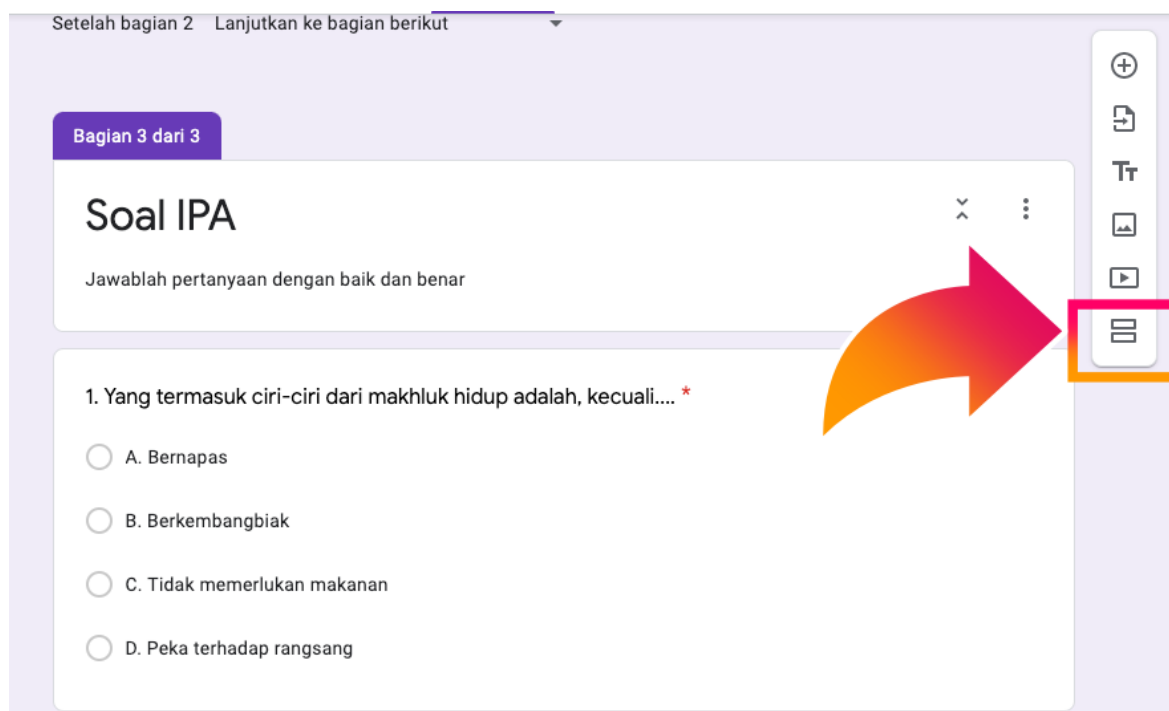 Setelah bagian 2 Lanjutkan ke bagian berikut
Bagian 3 dari 3
Soal IPA
Jawablah pertanyaan dengan baik dan benar
1. Yang termasuk ciri-ciri dari makhluk hidup adalah, kecuali.... *
A. Bernapas
B. Berkembangbiak
C. Tidak memerlukan makanan
D. Peka terhadap rangsang
Tт